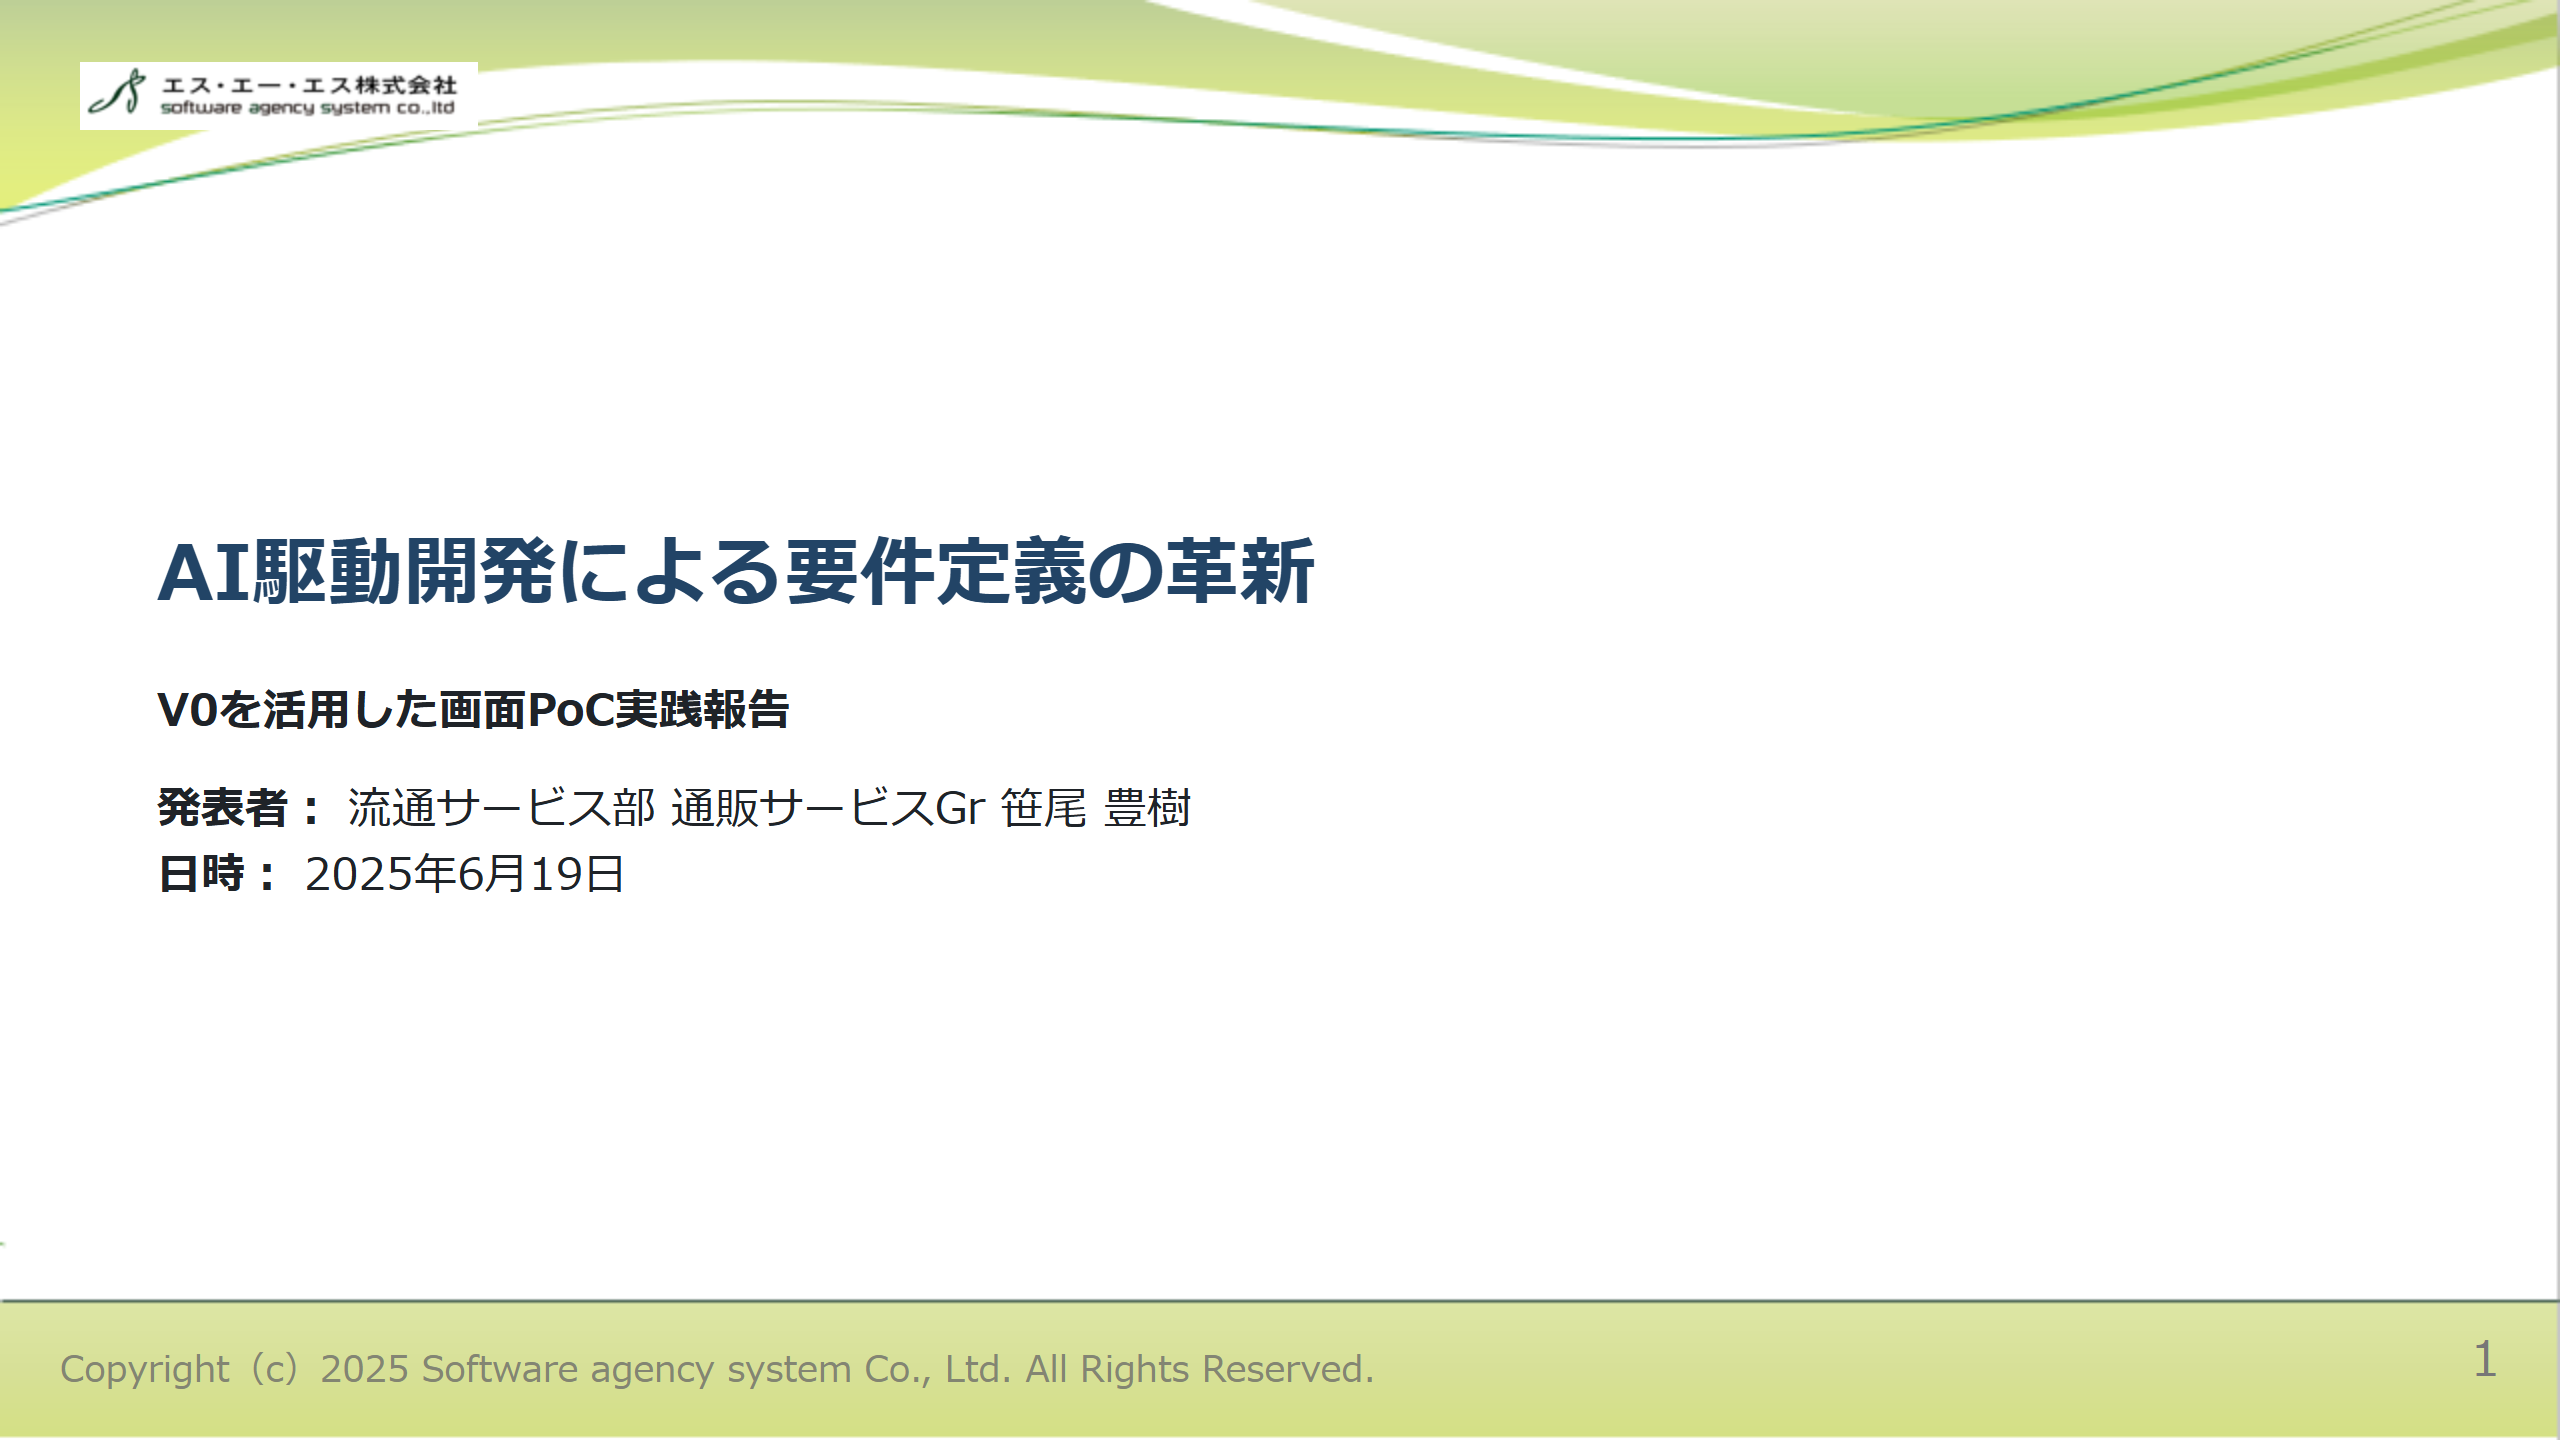 エス・エー・エス株式会社
software agency system co.,ltd
AI駆動開発による要件定義の革新
V0を活用した画面PoC実践報告
発表者： 流通サービス部 通販サービスGr 笹尾 豊樹
日時： 2025年6月19日
Copyright（c）2025 Software agency system Co., Ltd. All Rights Reserved.
1